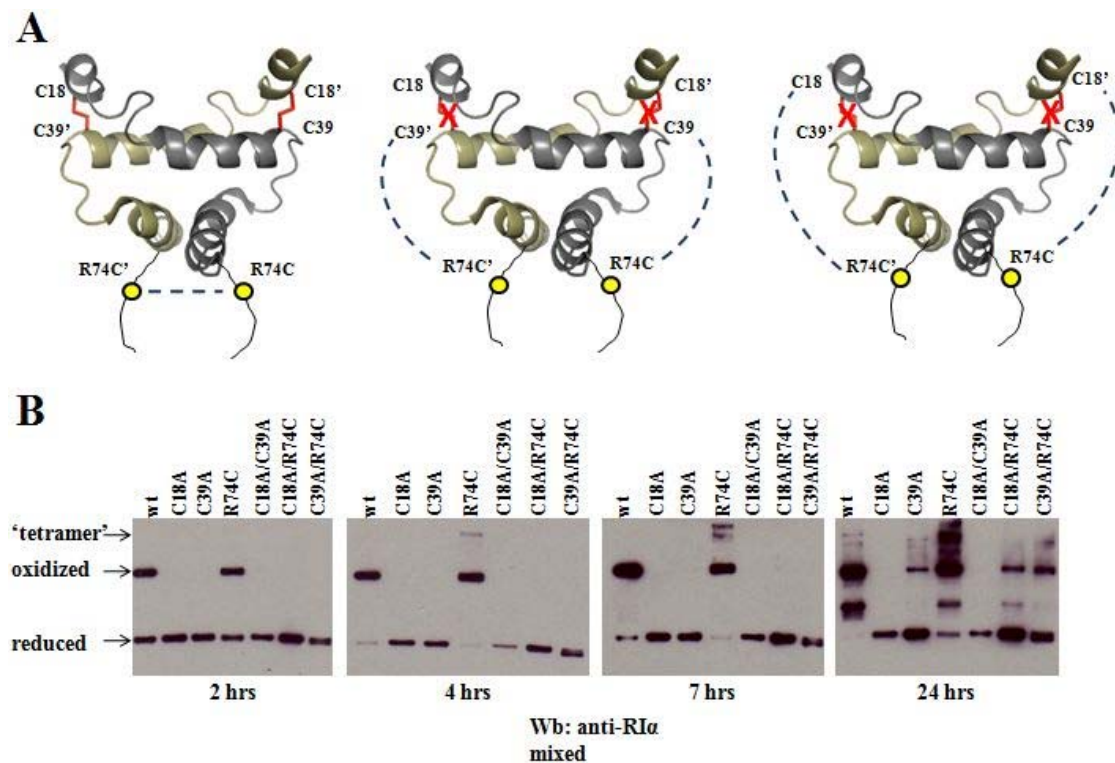 A
C18
C39'
C18'
C39
R74C'
R74C
C39'
C39
R74C'
R74C
C18
C39'
C18'
C39
R74C'
R74C
B
wt
C18A
C39A
R74C
C18A/C39A
C18A/R74C
C39A/R74C
wt
C18A
C39A
R74C
C18A/C39A
C18A/R74C
C39A/R74C
wt
C18A
C39A
R74C
C18A/C39A
C18A/R74C
C39A/R74C
wt
C18A
C39A
R74C
C18A/C39A
C18A/R74C
C39A/R74C
‘tetramer’
oxidized
reduced
2 hrs
4 hrs
7 hrs
24 hrs
Wb: anti-RIα
mixed